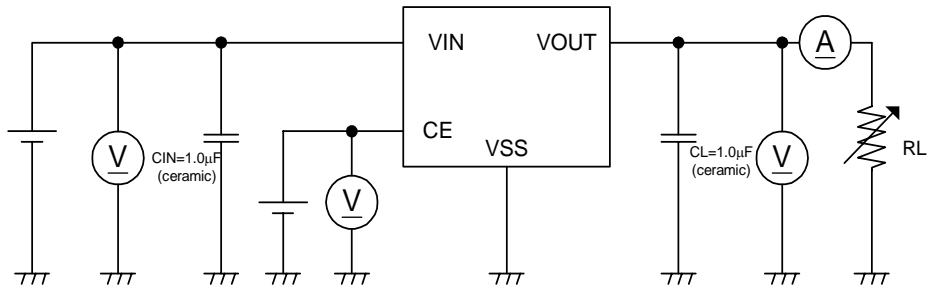 VIN
VOUT
A
CE
VSS
V
CIN=1.0μF
(ceramic)
V
CL=1.0μF
(ceramic)
V
RL